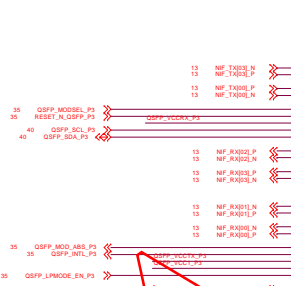 13 NIF_TX[03]_N
13 NIF_TX[03]_P
13 NIF_TX[00]_P
13 NIF_TX[00]_N
35 QSFP_MODSEL_P3
35 RESET_N_QSFP_P3
QSFP_VCCRX_P3
40 QSFP_SCL_P3
40 QSFP_SDA_P3
13 NIF_RX[02]_P
13 NIF_RX[02]_N
13 NIF_RX[03]_P
13 NIF_RX[03]_N
13 NIF_RX[01]_N
13 NIF_RX[01]_P
13 NIF_RX[00]_N
13 NIF_RX[00]_P
35 QSFP_MOD_ABS_P3
35 QSFP_INTL_P3
QSFP_VCCTX_P3
QSFP_VCCT_P3
35 QSFP_LPMODE_EN_P3